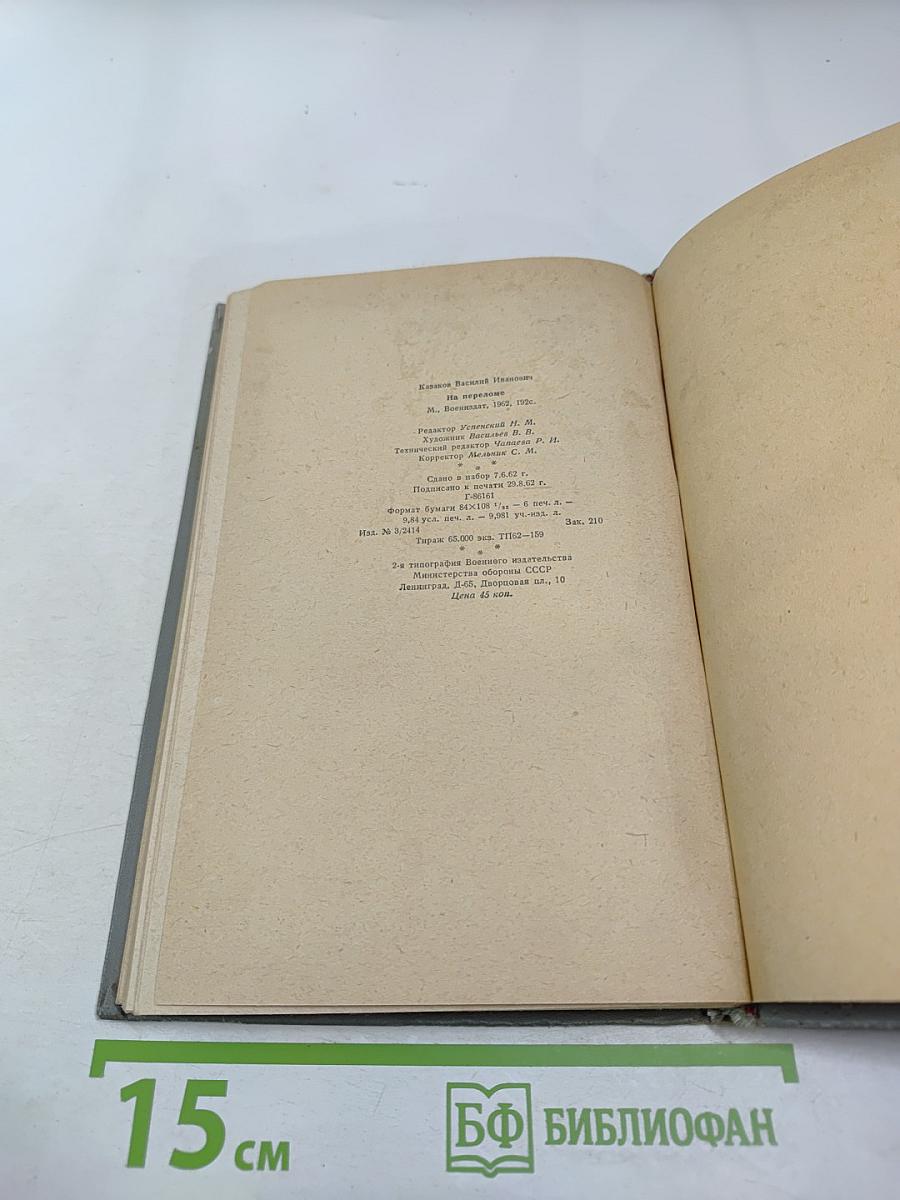 Казаков Василий Иванович
На переломе
М., Воениздат, 1962, 192с.
Редактор Успенский Н. М.
Художник Васильев В. В.
Технический редактор Чапаева Р. И.
Корректор Мельник С. М.
* * *
Сдано в набор 7.6.62 г.
Подписано к печати 29.8.62 г.
Г-86161
Формат бумаги 84×108 ¹/₃₂ — 6 печ. л. —
9,84 усл. печ. л. — 9,981 уч.-изд. л.
Изд. № 3/2414 Зак. 210
Тираж 65.000 экз. ТП62—159
* * *
2-я типография Военного издательства
Министерства обороны СССР
Ленинград, Д-65, Дворцовая пл., 10
Цена 45 коп.
15 см
БФ БИБЛИОФАН